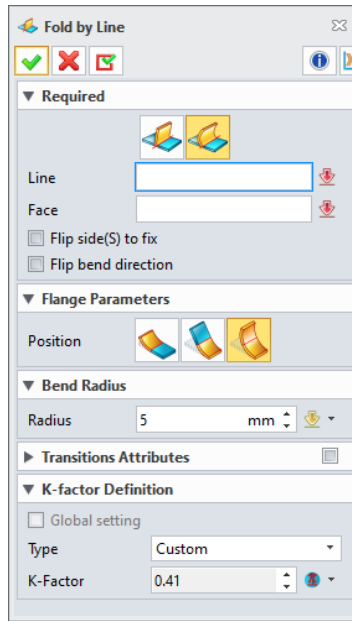 Fold by Line
Required
Line
Face
Flip side(S) to fix
Flip bend direction
Flange Parameters
Position
Bend Radius
Radius 5 mm
Transitions Attributes
K-factor Definition
Global setting
Type Custom
K-Factor 0.41